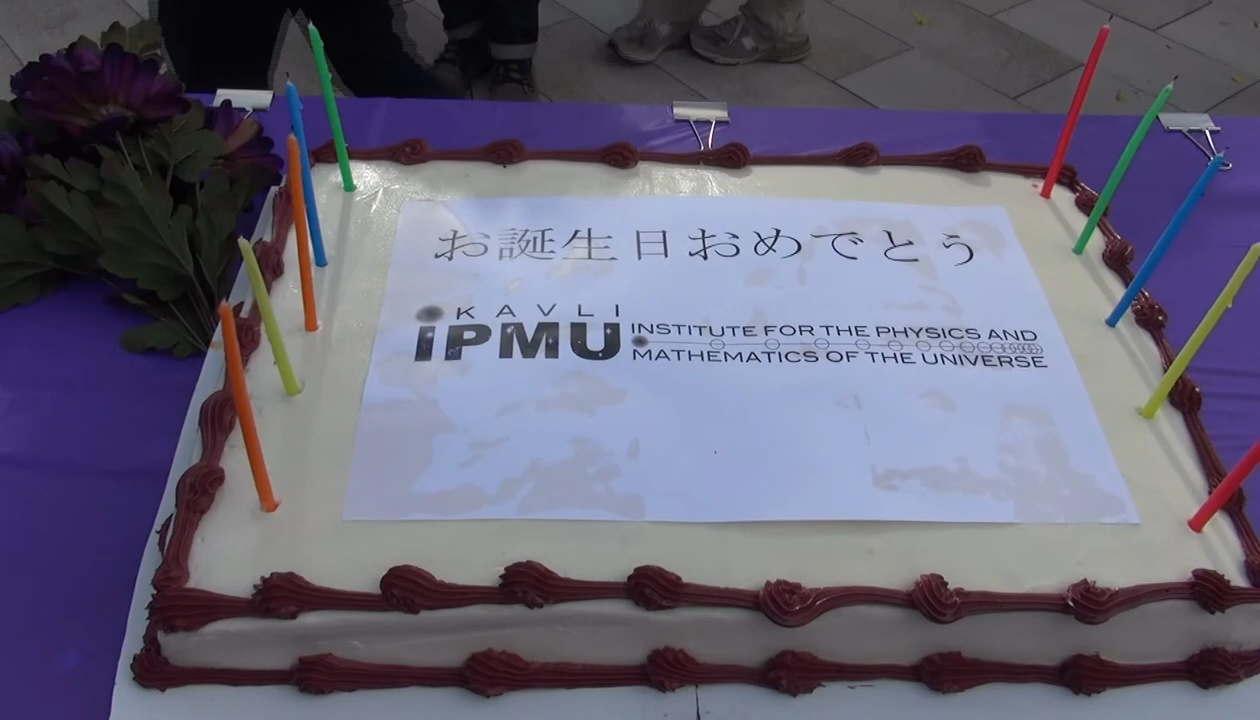 お誕生日おめでとう
KAVLI
IPMU
INSTITUTE FOR THE PHYSICS AND
MATHEMATICS OF THE UNIVERSE